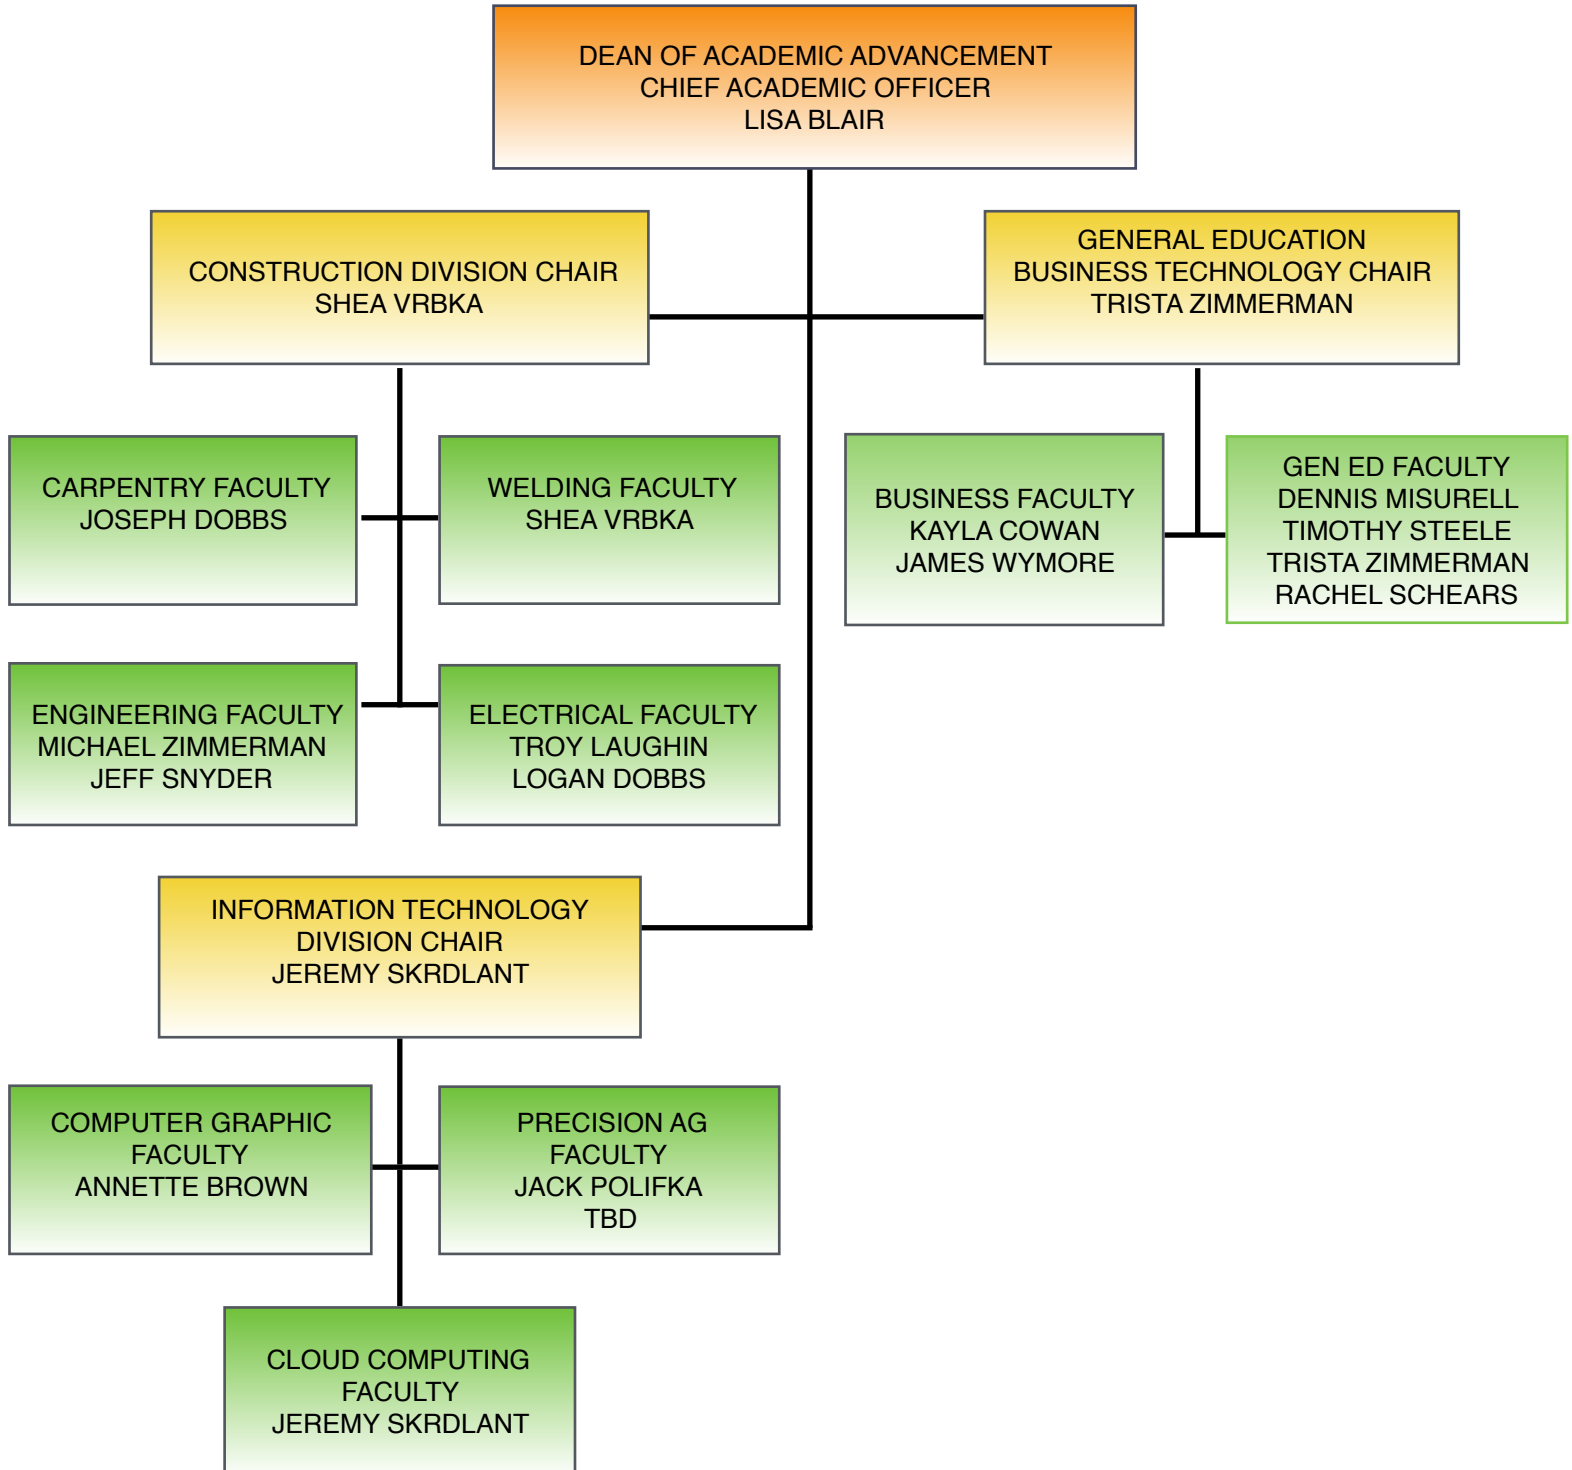 DEAN OF ACADEMIC ADVANCEMENT
CHIEF ACADEMIC OFFICER
LISA BLAIR
CONSTRUCTION DIVISION CHAIR
SHEA VRBKA
GENERAL EDUCATION
BUSINESS TECHNOLOGY CHAIR
TRISTA ZIMMERMAN
CARPENTRY FACULTY
JOSEPH DOBBS
WELDING FACULTY
SHEA VRBKA
BUSINESS FACULTY
KAYLA COWAN
JAMES WYMORE
GEN ED FACULTY
DENNIS MISURELL
TIMOTHY STEELE
TRISTA ZIMMERMAN
RACHEL SCHEARS
ENGINEERING FACULTY
MICHAEL ZIMMERMAN
JEFF SNYDER
ELECTRICAL FACULTY
TROY LAUGHIN
LOGAN DOBBS
INFORMATION TECHNOLOGY
DIVISION CHAIR
JEREMY SKRDLANT
COMPUTER GRAPHIC
FACULTY
ANNETTE BROWN
PRECISION AG
FACULTY
JACK POLIFKA
TBD
CLOUD COMPUTING
FACULTY
JEREMY SKRDLANT